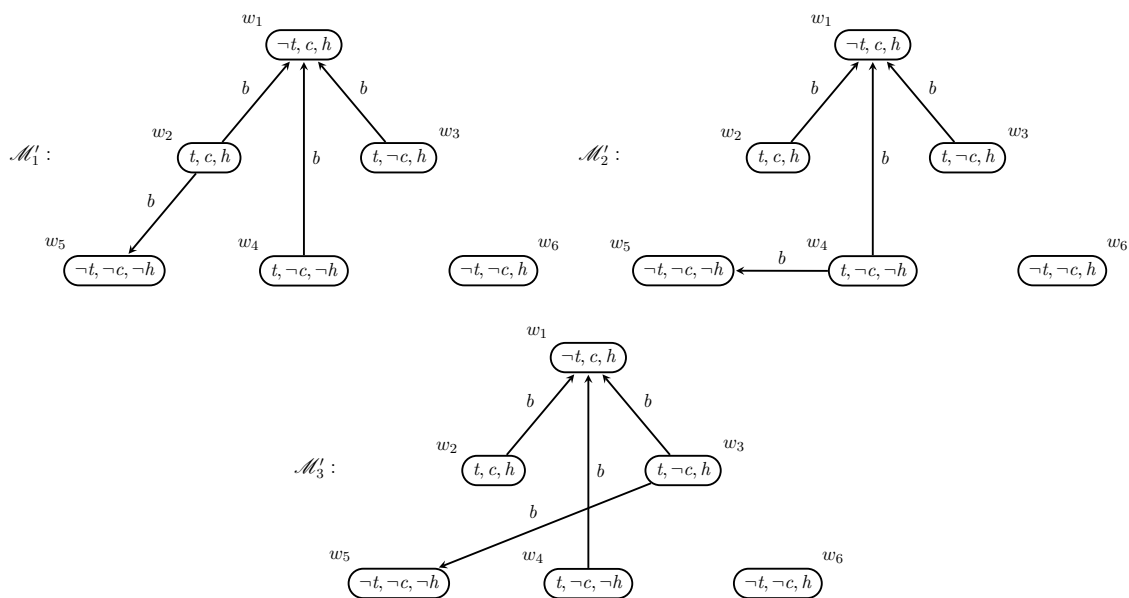 w₁ w₁
¬t, c, h ¬t, c, h
b b b b
w₂ w₃ w₂ w₃
ℳ′₁ : t, c, h b t, ¬c, h ℳ′₂ : t, c, h b t, ¬c, h
b
w₅ w₄ w₆ w₅ w₄ w₆
¬t, ¬c, ¬h t, ¬c, ¬h ¬t, ¬c, h ¬t, ¬c, ¬h b t, ¬c, ¬h ¬t, ¬c, h
w₁
¬t, c, h
b b
w₂ w₃
ℳ′₃ : t, c, h b t, ¬c, h
b
w₅ w₄ w₆
¬t, ¬c, ¬h t, ¬c, ¬h ¬t, ¬c, h